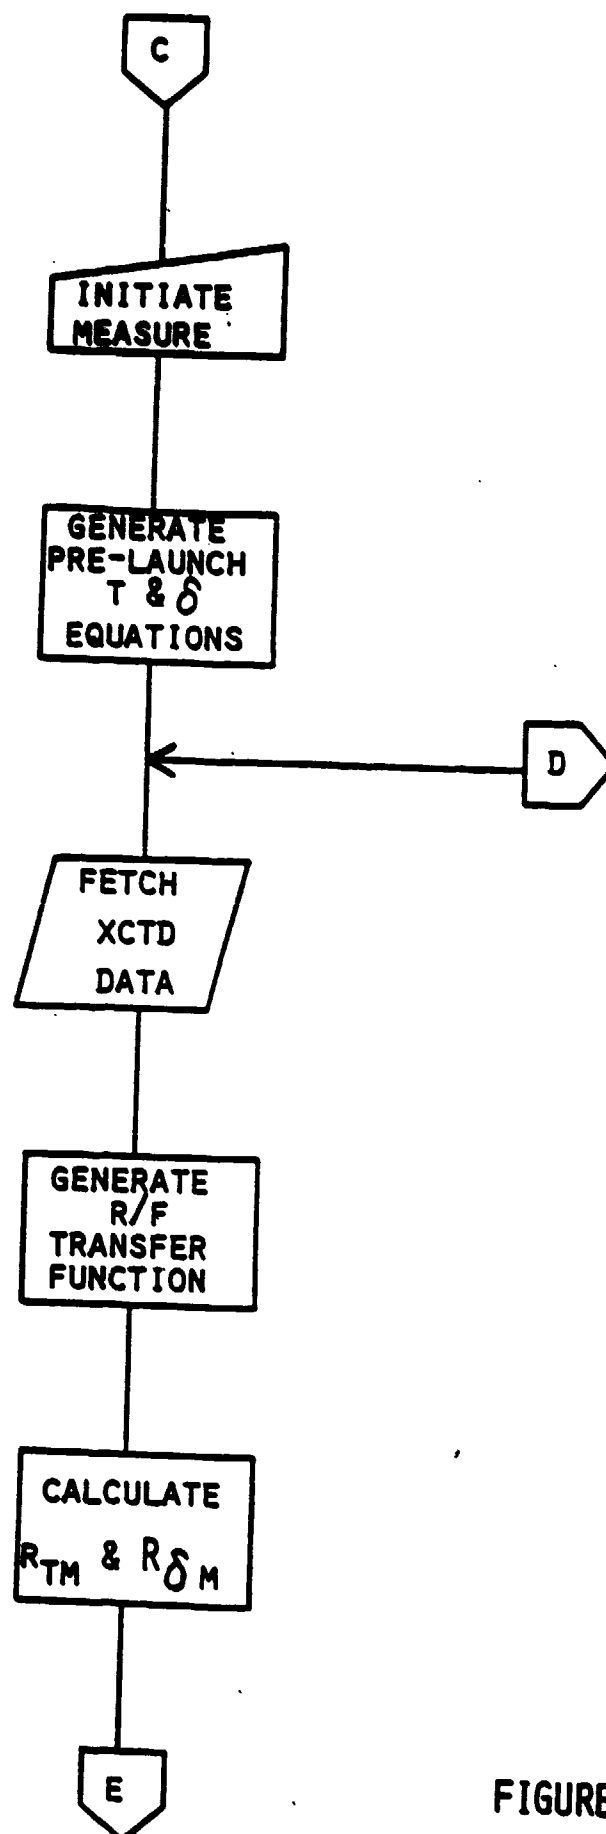 C
INITIATE
MEASURE
GENERATE
PRE-LAUNCH
T & δ
EQUATIONS
D
FETCH
XCTD
DATA
GENERATE
R/F
TRANSFER
FUNCTION
CALCULATE
RTM & RδM
E
FIGURE